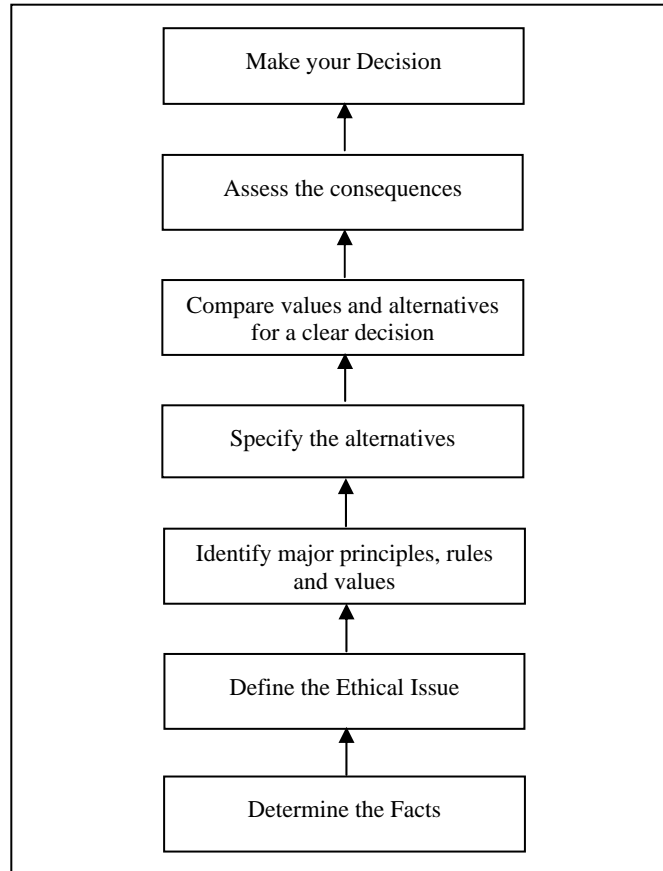 Make your Decision
Assess the consequences
Compare values and alternatives
for a clear decision
Specify the alternatives
Identify major principles, rules
and values
Define the Ethical Issue
Determine the Facts